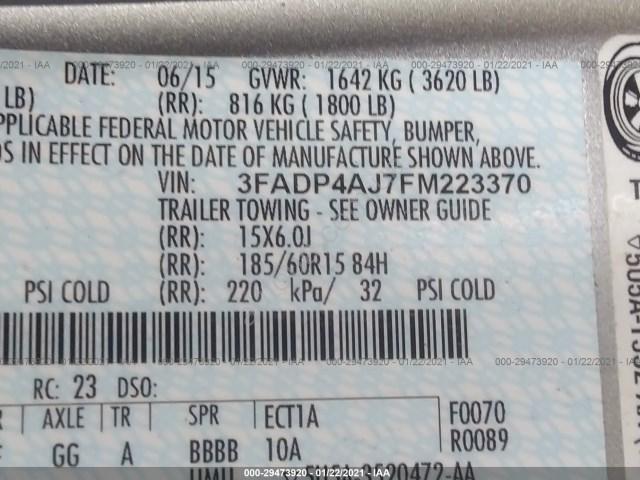 DATE: 06/15 GVWR: 1642 KG ( 3620 LB)
LB) (RR): 816 KG ( 1800 LB)
APPLICABLE FEDERAL MOTOR VEHICLE SAFETY, BUMPER,
IN EFFECT ON THE DATE OF MANUFACTURE SHOWN ABOVE.
VIN: 3FADP4AJ7FM223370
TRAILER TOWING - SEE OWNER GUIDE
(RR): 15X6.0J
(RR): 185/60R15 84H
PSI COLD (RR): 220 kPa/ 32 PSI COLD
RC: 23 DSO:
AXLE TR SPR ECT1A F0070
GG A BBBB 10A R0089
000-29473920 - 01/22/2021 - IAA